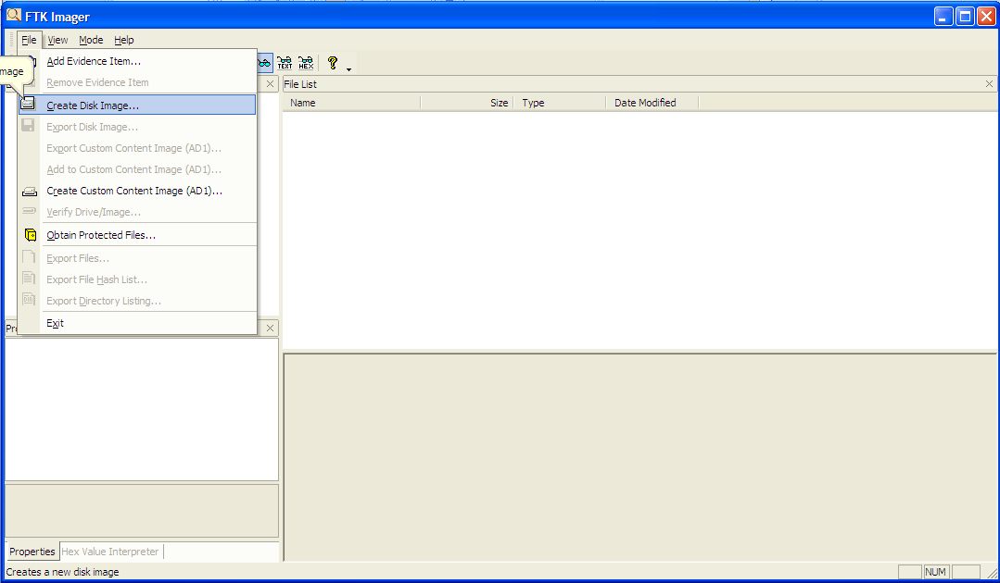 FTK Imager
File View Mode Help
TEXT HEX ?
mage
Add Evidence Item...
Remove Evidence Item
Create Disk Image...
Export Disk Image...
Export Custom Content Image (AD1)...
Add to Custom Content Image (AD1)...
Create Custom Content Image (AD1)...
Verify Drive/Image...
Obtain Protected Files...
Export Files...
Export File Hash List...
Export Directory Listing...
Exit
File List
Name Size Type Date Modified
Pr
Properties Hex Value Interpreter
Creates a new disk image NUM